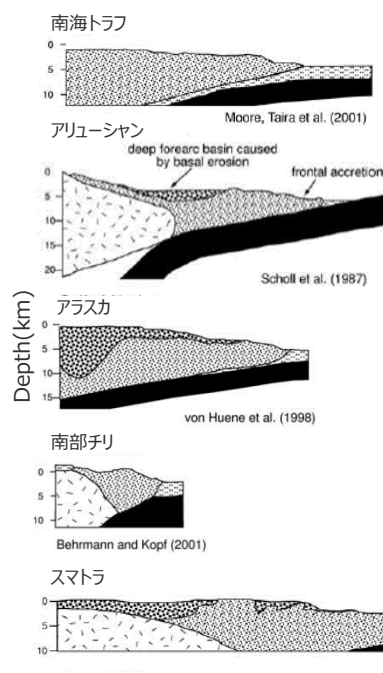 南海トラフ
0
5
10
Moore, Taira et al. (2001)
アリューシャン
deep forearc basin caused
by basal erosion
frontal accretion
0
5
10
15
20
Scholl et al. (1987)
Depth(km)
アラスカ
0
5
10
15
von Huene et al. (1998)
南部チリ
0
5
10
Behrmann and Kopf (2001)
スマトラ
0
5
10